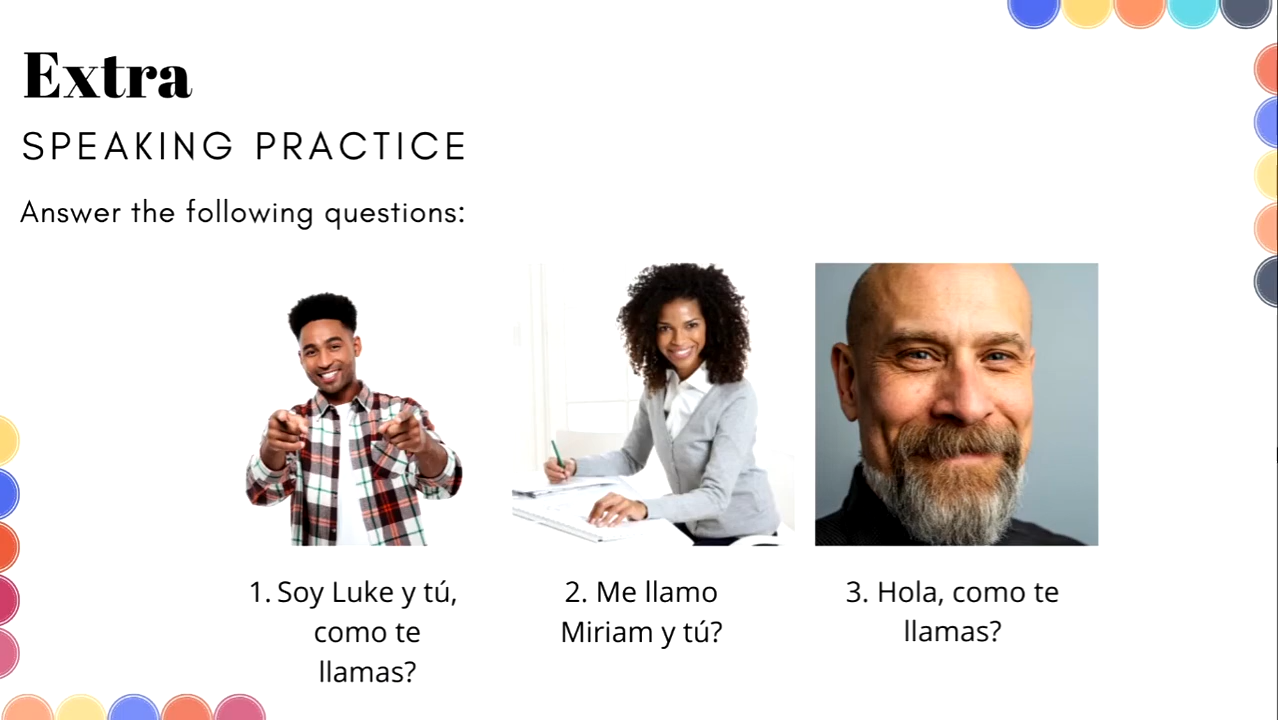 Extra
SPEAKING PRACTICE
Answer the following questions:
1. Soy Luke y tú,
como te
llamas?
2. Me llamo
Miriam y tú?
3. Hola, como te
llamas?